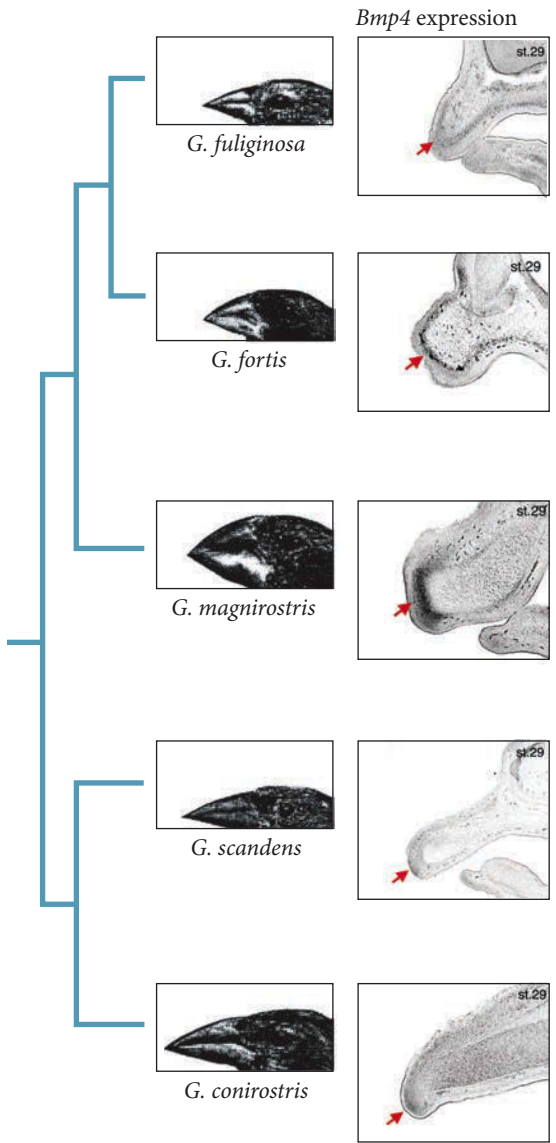 Bmp4 expression
st.29
G. fuliginosa
st.29
G. fortis
st.29
G. magnirostris
st.29
G. scandens
st.29
G. conirostris